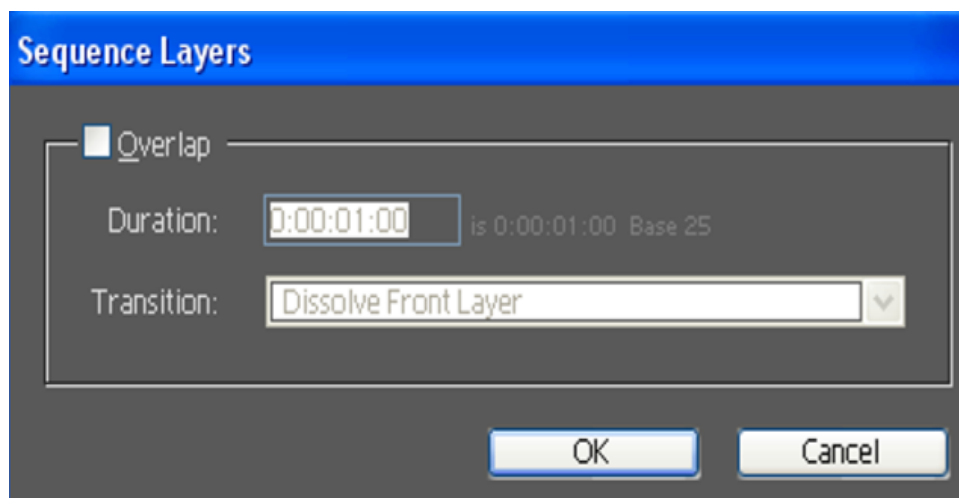 Sequence Layers
Overlap
Duration: 0:00:01:00 is 0:00:01:00 Base 25
Transition: Dissolve Front Layer
OK Cancel